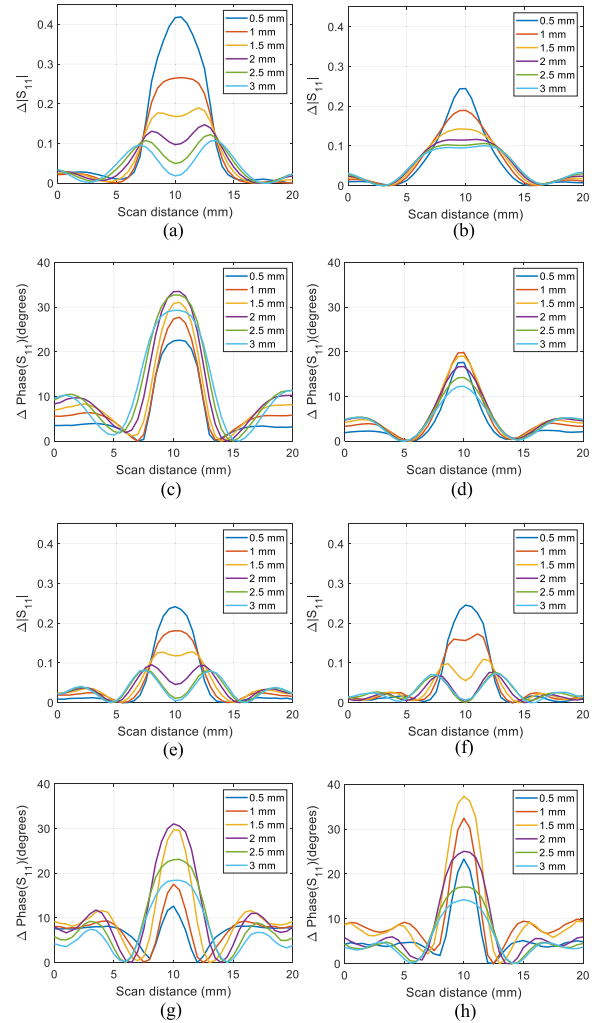 Δ|S11|
0.4
0.3
0.2
0.1
0
0 5 10 15 20
Scan distance (mm)
0.5 mm
1 mm
1.5 mm
2 mm
2.5 mm
3 mm
(a)
Δ|S11|
0.4
0.3
0.2
0.1
0
0 5 10 15 20
Scan distance (mm)
0.5 mm
1 mm
1.5 mm
2 mm
2.5 mm
3 mm
(b)
Δ Phase(S11)(degrees)
40
30
20
10
0
0 5 10 15 20
Scan distance (mm)
0.5 mm
1 mm
1.5 mm
2 mm
2.5 mm
3 mm
(c)
Δ Phase(S11)(degrees)
40
30
20
10
0
0 5 10 15 20
Scan distance (mm)
0.5 mm
1 mm
1.5 mm
2 mm
2.5 mm
3 mm
(d)
Δ|S11|
0.4
0.3
0.2
0.1
0
0 5 10 15 20
Scan distance (mm)
0.5 mm
1 mm
1.5 mm
2 mm
2.5 mm
3 mm
(e)
Δ|S11|
0.4
0.3
0.2
0.1
0
0 5 10 15 20
Scan distance (mm)
0.5 mm
1 mm
1.5 mm
2 mm
2.5 mm
3 mm
(f)
Δ Phase(S11)(degrees)
40
30
20
10
0
0 5 10 15 20
Scan distance (mm)
0.5 mm
1 mm
1.5 mm
2 mm
2.5 mm
3 mm
(g)
Δ Phase(S11)(degrees)
40
30
20
10
0
0 5 10 15 20
Scan distance (mm)
0.5 mm
1 mm
1.5 mm
2 mm
2.5 mm
3 mm
(h)